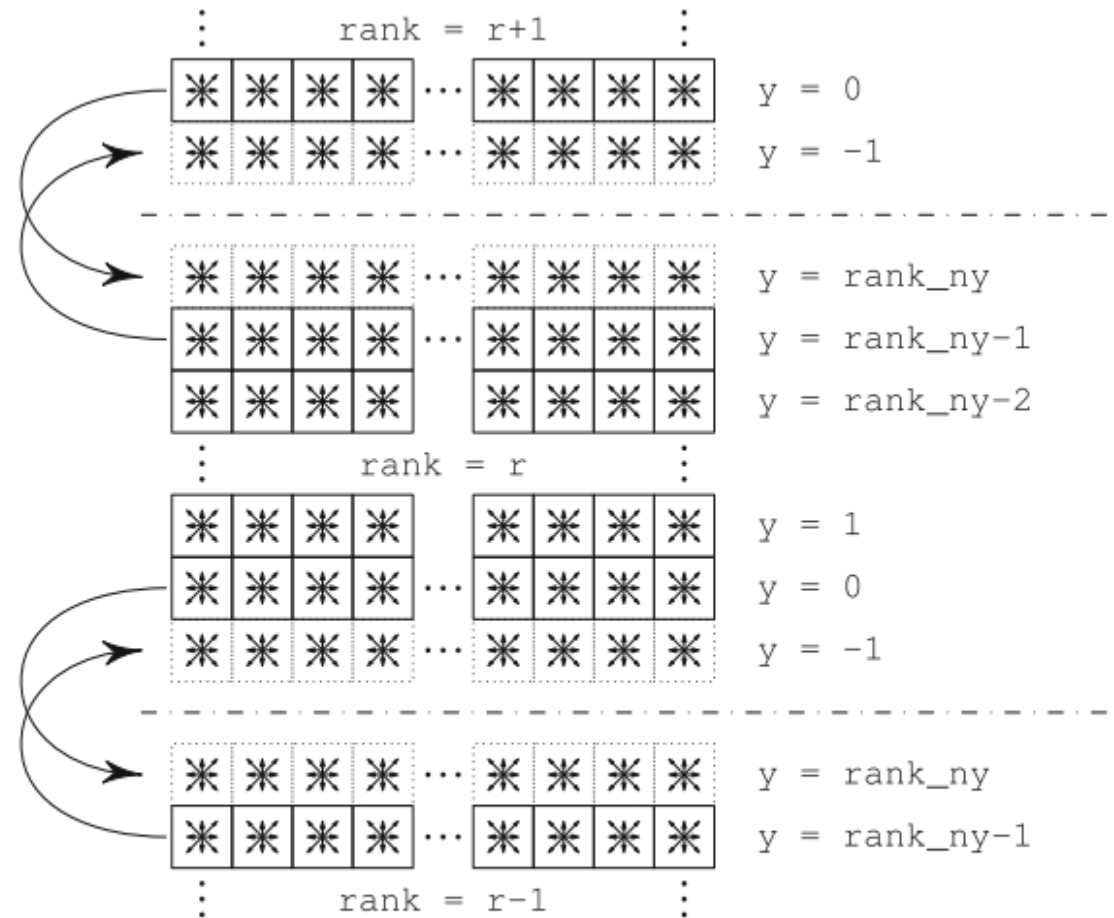 rank = r+1
y = 0
y = -1
y = rank_ny
y = rank_ny-1
y = rank_ny-2
rank = r
y = 1
y = 0
y = -1
y = rank_ny
y = rank_ny-1
rank = r-1